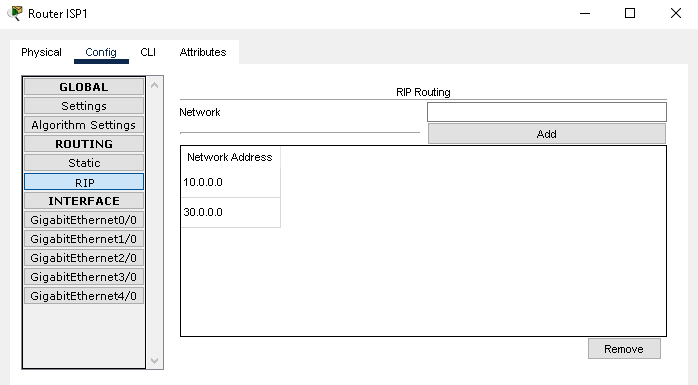 Router ISP1
Physical Config CLI Attributes
GLOBAL
Settings
Algorithm Settings
ROUTING
Static
RIP
INTERFACE
GigabitEthernet0/0
GigabitEthernet1/0
GigabitEthernet2/0
GigabitEthernet3/0
GigabitEthernet4/0
RIP Routing
Network
Add
Network Address
10.0.0.0
30.0.0.0
Remove